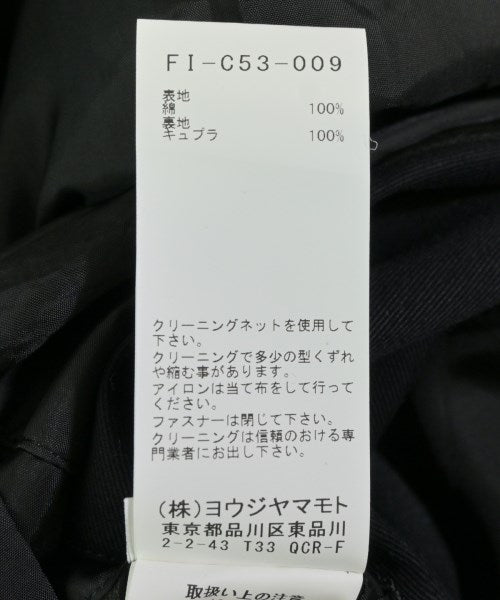 FI-C53-009
表地
綿 100%
裏地
キュプラ 100%
クリーニングネットを使用して
下さい。
クリーニングで多少の型くずれ
や縮む事があります。
アイロンは当て布をして行って
ください。
ファスナーは閉じて下さい。
クリーニングは信頼のおける専
門業者にお出し下さい。
(株)ヨウジヤマモト
東京都品川区東品川
2-2-43 T33 QCR-F
取扱い上の注意